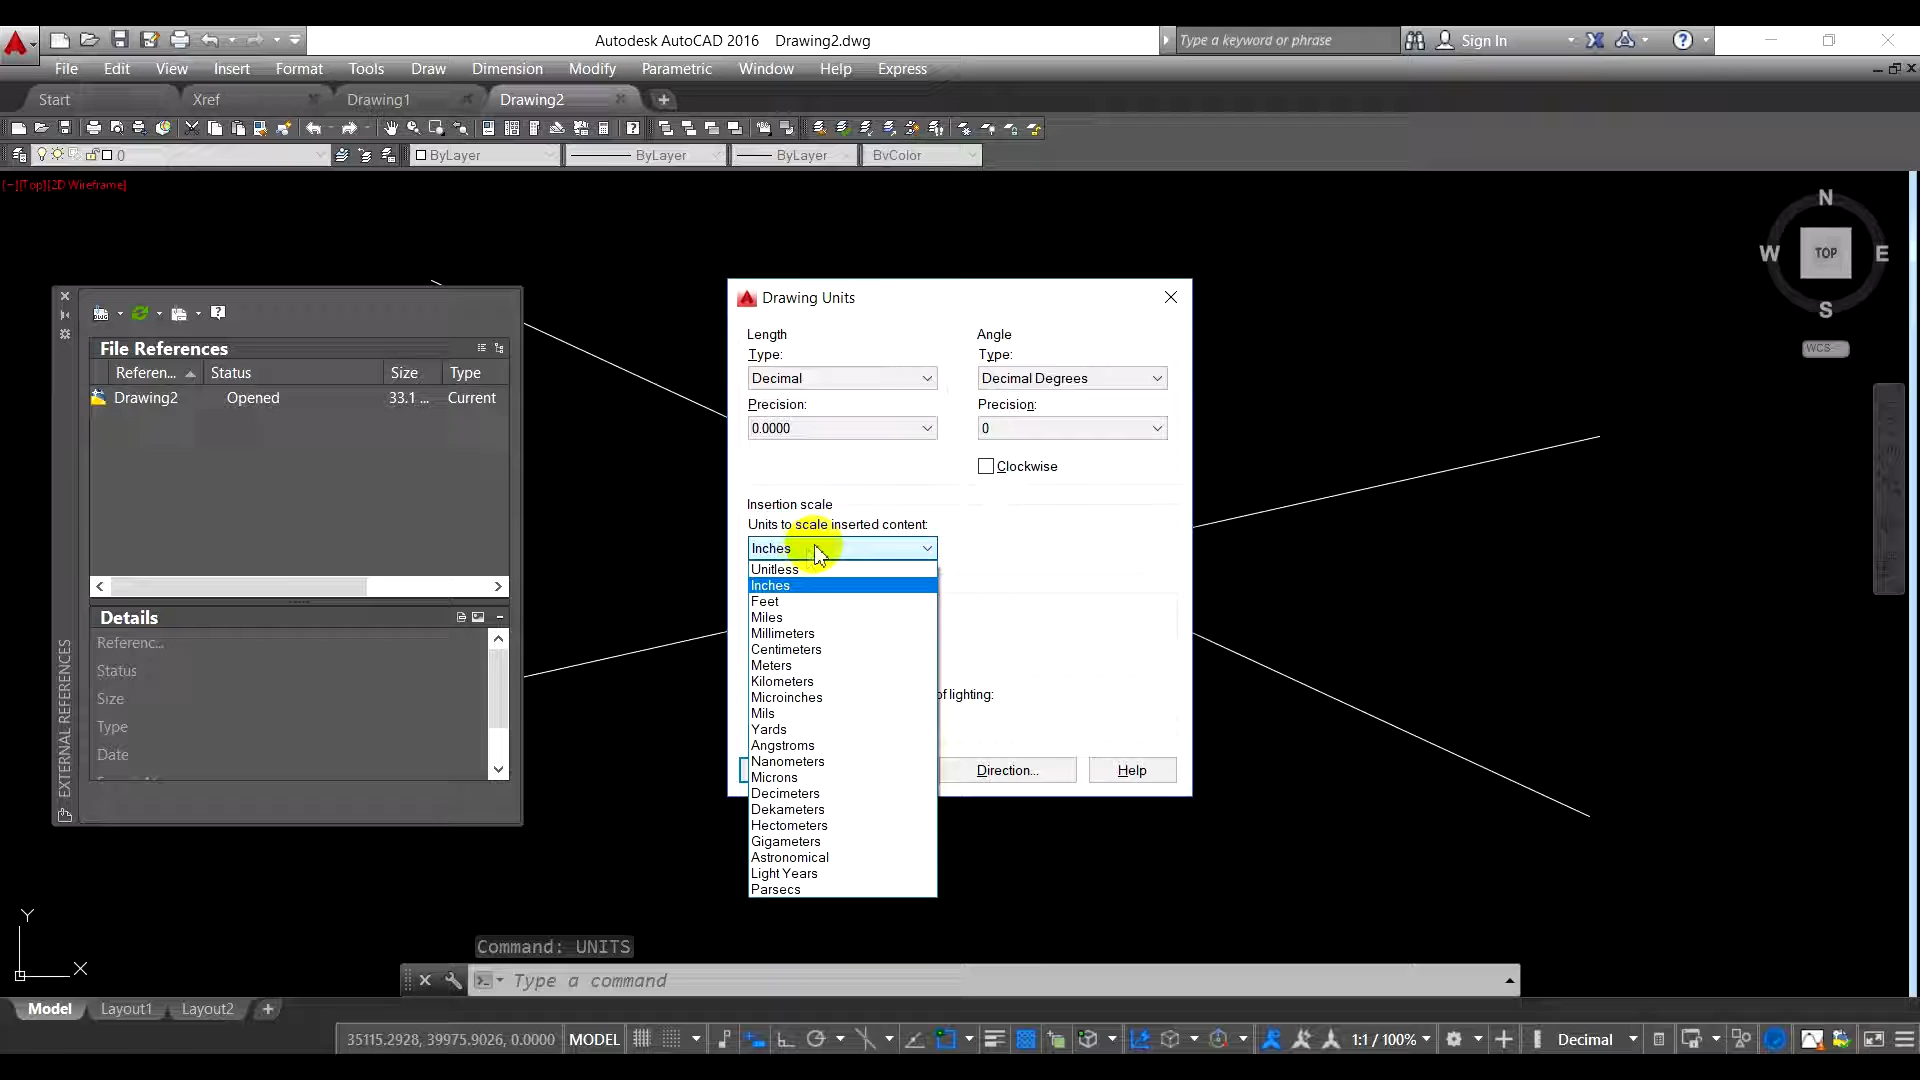 Autodesk AutoCAD 2016 Drawing2.dwg
Type a keyword or phrase
Sign In
File Edit View Insert Format Tools Draw Dimension Modify Parametric Window Help Express
Start Xref Drawing1 Drawing2
0 ByLayer ByLayer ByLayer ByColor
[−][Top][2D Wireframe]
N
W TOP E
S
WCS
File References
Referen... Status Size Type
Drawing2 Opened 33.1 ... Current
Details
Referenc...
Status
Size
Type
Date
EXTERNAL REFERENCES
Drawing Units
Length Angle
Type: Type:
Decimal Decimal Degrees
Precision: Precision:
0.0000 0
Clockwise
Insertion scale
Units to scale inserted content:
Inches
Unitless
Inches
Feet
Miles
Millimeters
Centimeters
Meters
Kilometers
Microinches
of lighting:
Mils
Yards
Angstroms
Nanometers
Microns
Decimeters
Dekameters
Hectometers
Gigameters
Astronomical
Light Years
Parsecs
Direction... Help
Y
X
Command: UNITS
Type a command
Model Layout1 Layout2
35115.2928, 39975.9026, 0.0000 MODEL 1:1 / 100% Decimal